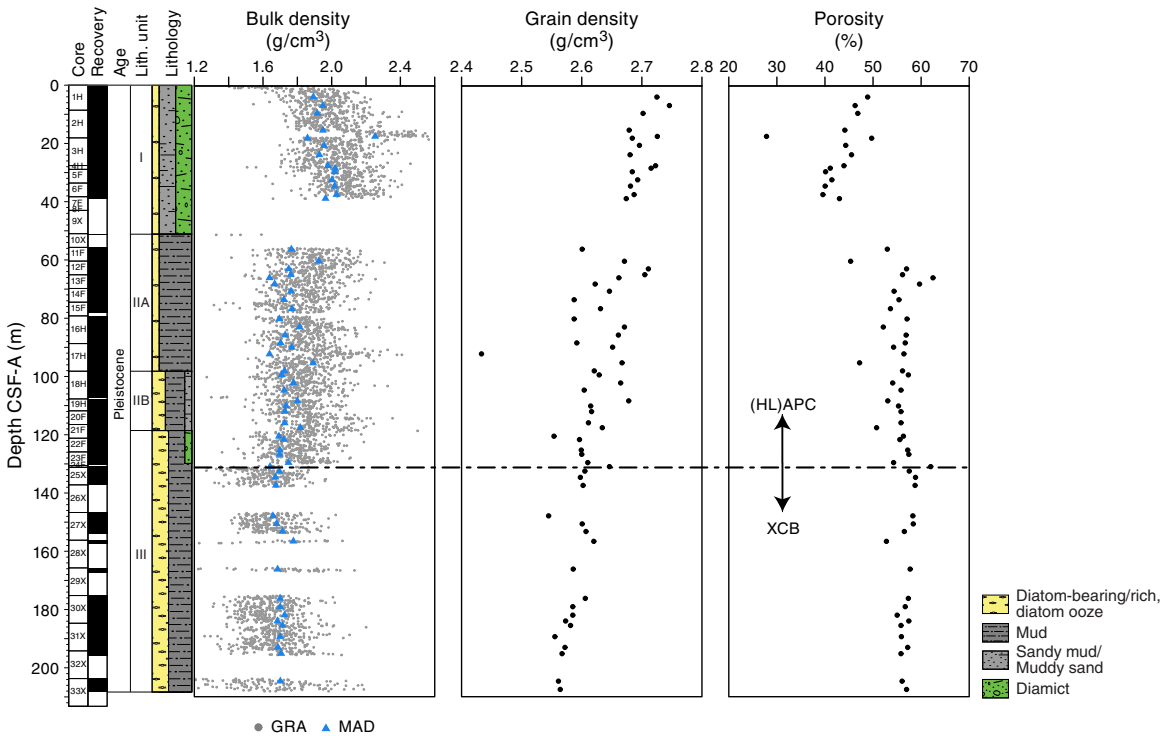 Bulk density
(g/cm3)
Grain density
(g/cm3)
Porosity
(%)
Core
Recovery
Age
Lith. unit
Lithology
1.2 1.6 2.0 2.4
2.4 2.6 2.7 2.8
20 30 40 50 60 70
Depth CSF-A (m)
0
20
40
60
80
100
120
140
160
180
200
1H
2H
3H
4H
5F
6F
7F
8F
9X
10X
11F
12F
13F
14F
15F
16H
17H
18H
19H
20F
21F
22F
23F
25X
26X
27X
28X
29X
30X
31X
32X
33X
Pleistocene
I
IIA
IIB
III
(HL)APC
XCB
Diatom-bearing/rich,
diatom ooze
Mud
Sandy mud/
Muddy sand
Diamict
GRA MAD